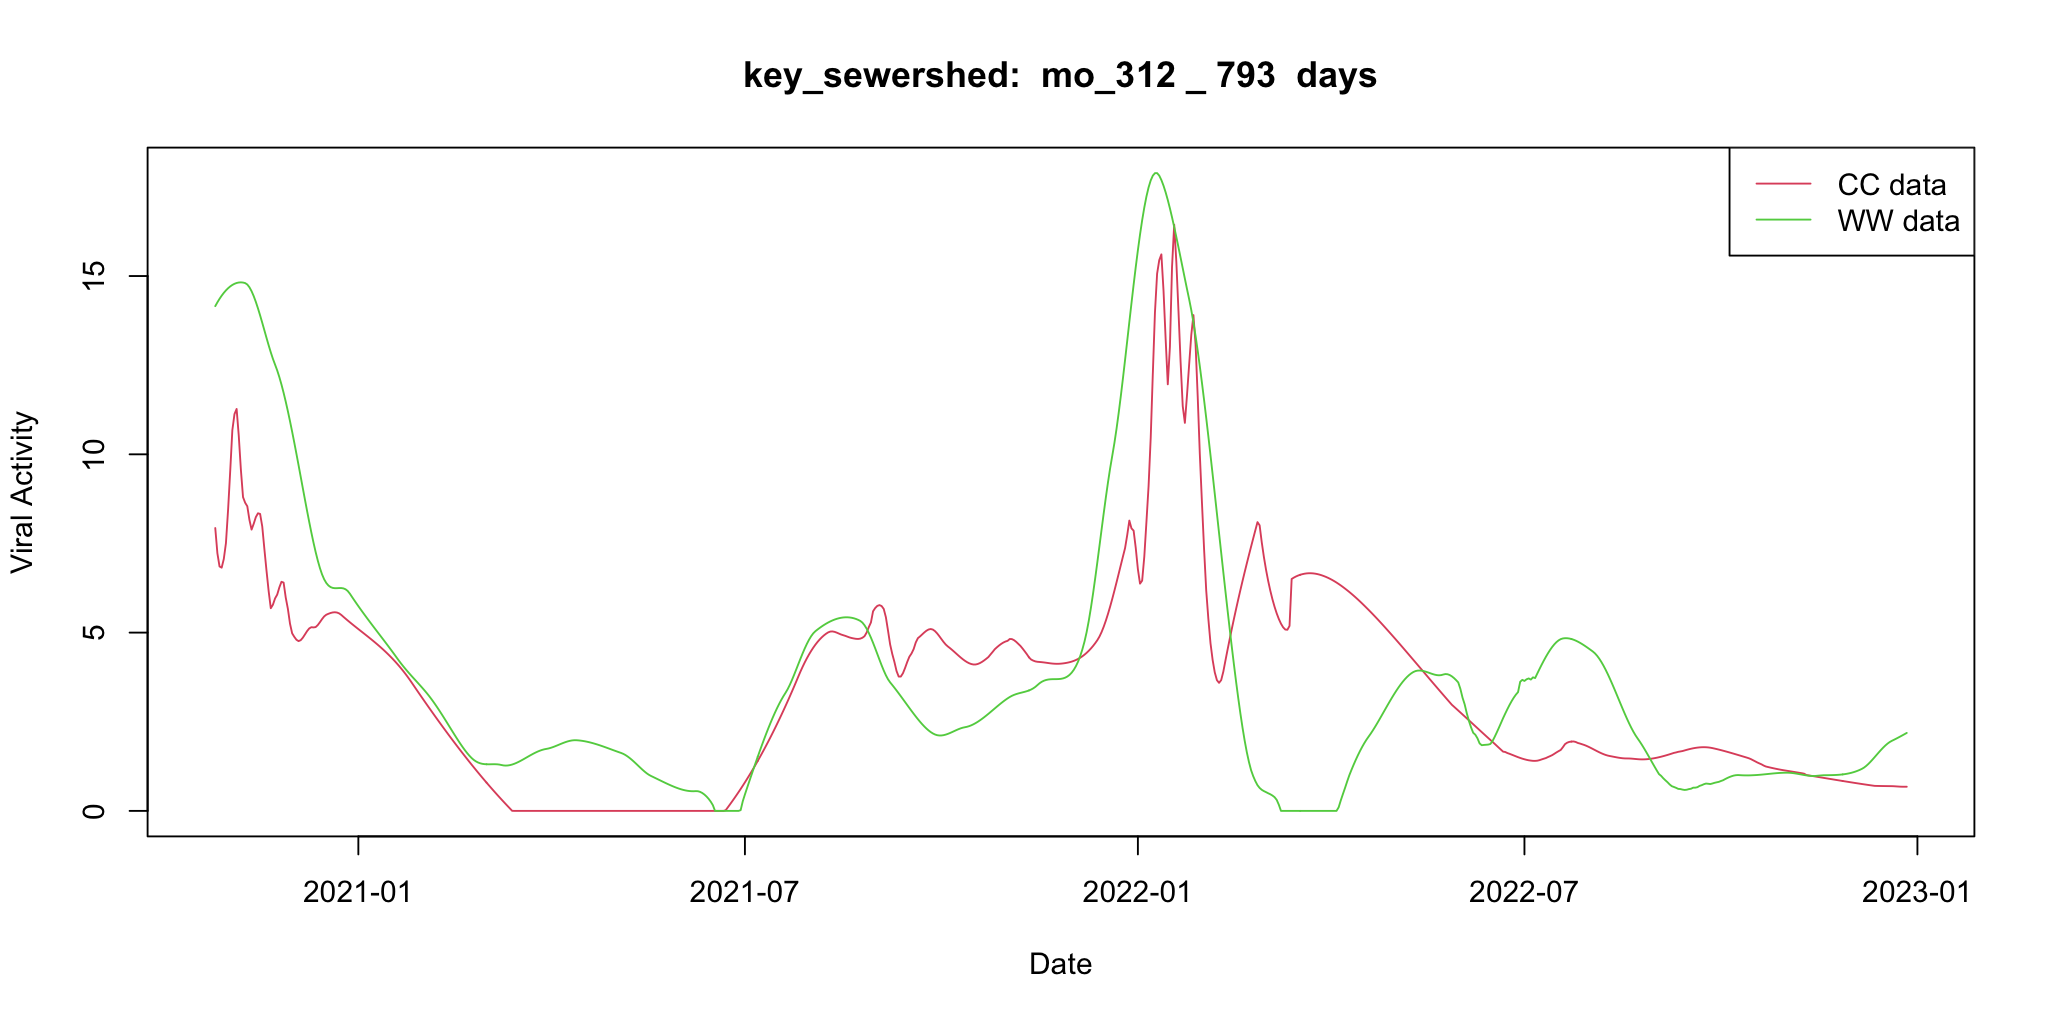 key_sewershed:  mo_312 _ 793  days
CC data
WW data
Viral Activity
15
10
5
0
2021-01
2021-07
2022-01
2022-07
2023-01
Date